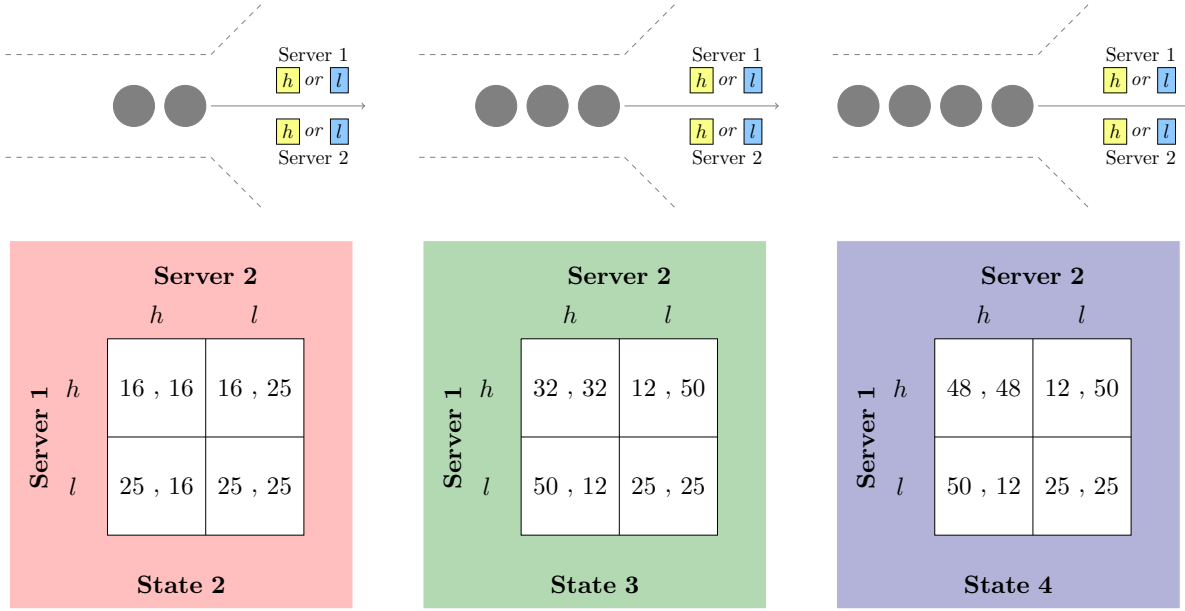 Server 1
h or l
h or l
Server 2
Server 1
h or l
h or l
Server 2
Server 1
h or l
h or l
Server 2
Server 2
h l
Server 1
h 16 , 16 16 , 25
l 25 , 16 25 , 25
State 2
Server 2
h l
Server 1
h 32 , 32 12 , 50
l 50 , 12 25 , 25
State 3
Server 2
h l
Server 1
h 48 , 48 12 , 50
l 50 , 12 25 , 25
State 4